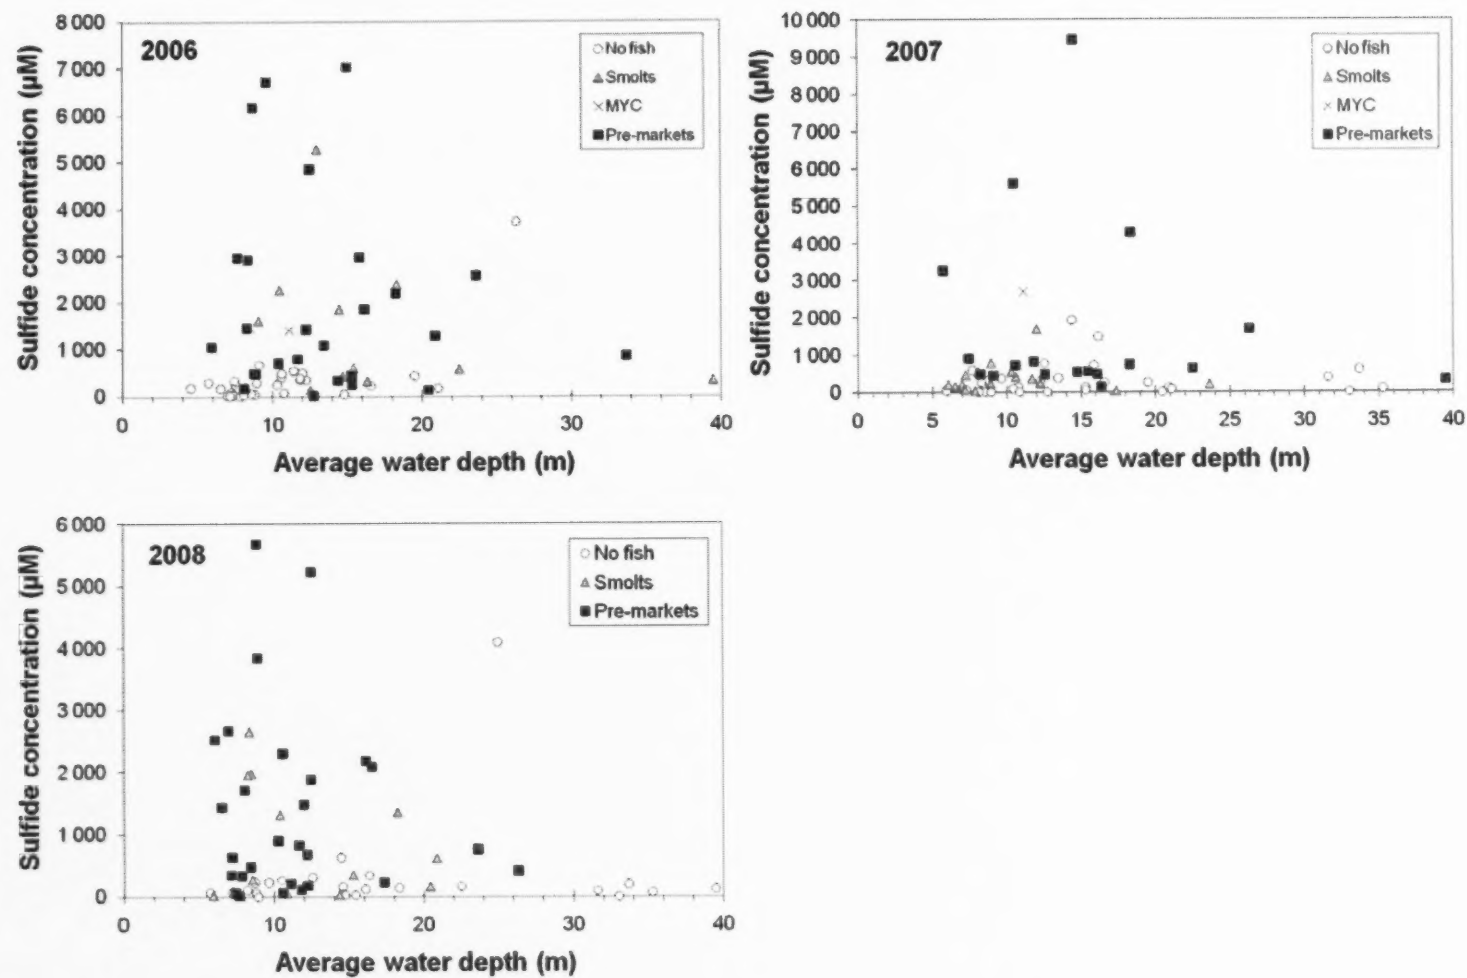 2006
Sulfide concentration (µM)
8 000
7 000
6 000
5 000
4 000
3 000
2 000
1 000
0
No fish
Smolts
MYC
Pre-markets
0 10 20 30 40
Average water depth (m)
2007
Sulfide concentration (µM)
10 000
9 000
8 000
7 000
6 000
5 000
4 000
3 000
2 000
1 000
0
No fish
Smolts
MYC
Pre-markets
0 5 10 15 20 25 30 35 40
Average water depth (m)
2008
Sulfide concentration (µM)
6 000
5 000
4 000
3 000
2 000
1 000
0
No fish
Smolts
Pre-markets
0 10 20 30 40
Average water depth (m)